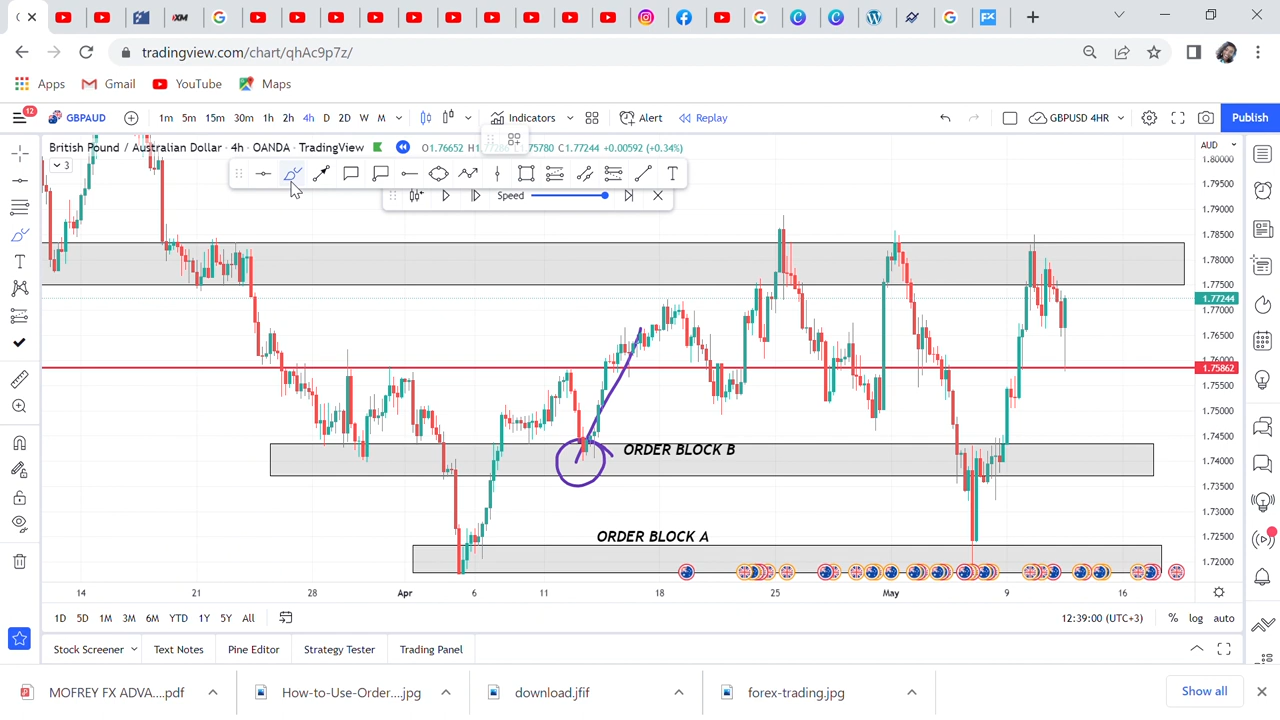 tradingview.com/chart/qhAc9p7z/
Apps Gmail YouTube Maps
12 GBPAUD 1m 5m 15m 30m 1h 2h 4h D 2D W M Indicators Alert Replay GBPUSD 4HR Publish
British Pound / Australian Dollar · 4h · OANDA · TradingView O1.76652 C1.77244 +0.00592 (+0.34%) AUD
3
Speed
1.80000
1.79500
1.79000
1.78500
1.78000
1.77500
1.77244
1.77000
1.76500
1.76000
1.75862
1.75500
1.75000
1.74500
ORDER BLOCK B
1.74000
1.73500
1.73000
1.72500
ORDER BLOCK A
1.72000
14 21 28 Apr 6 11 18 25 May 9 16
1D 5D 1M 3M 6M YTD 1Y 5Y All 12:39:00 (UTC+3) % log auto
Stock Screener Text Notes Pine Editor Strategy Tester Trading Panel
MOFREY FX ADVA....pdf How-to-Use-Order....jpg download.jfif forex-trading.jpg Show all